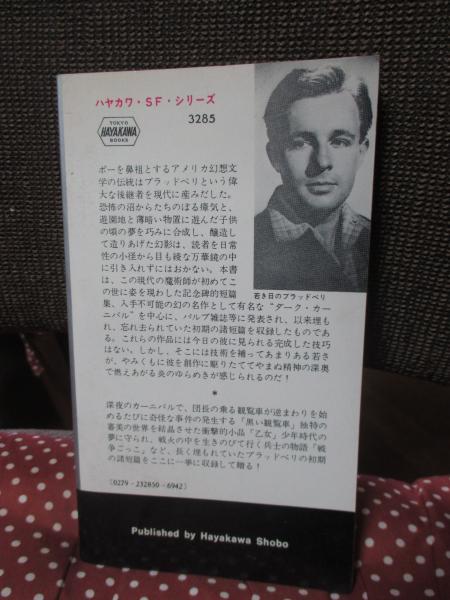 ハヤカワ・SF・シリーズ
3285
TOKYO
HAYAKAWA
BOOKS
ポーを鼻祖とするアメリカ幻想文
学の伝統はブラッドベリという偉
大な後継者を現代に産みだした。
恐怖の沼からたちのぼる瘴気と、
遊園地と薄暗い物置に遊んだ子供
の頃の夢を巧みに合成し、醸造し
て造りあげた幻影は、読者を日常
性の小径から目も綾な万華鏡の中
に引き入れずにはおかない。本書
は、この現代の魔術師が初めてこ
の世に姿を現わした記念碑的短篇
集、入手不可能の幻の名作として有名な“ダーク・カー
ニバル”を中心に、パルプ雑誌等に発表され、以来埋も
れ、忘れ去られていた初期の諸短篇を収録したものであ
る。これらの作品には今日の彼に見られる完成した技巧
はない。しかし、そこには技術を補ってあまりある若さ
が、やみくもに彼を創作に駆りたててやまぬ精神の深奥
で燃えあがる炎のゆらめきが感じられるのだ！
若き日のブラッドベリ
*
深夜のカーニバルで、団長の乗る観覧車が逆まわりを始
めるたびに奇怪な事件の発生する「黒い観覧車」独特の
審美の世界を結晶させた衝撃的小品「乙女」少年時代の
夢に守られ、戦火の中を生きのびて行く兵士の物語「戦
争ごっこ」など、長く埋もれていたブラッドベリの初期
の諸短篇をここに一挙に収録して贈る！
〔0279-232850-6942〕
Published by Hayakawa Shobo